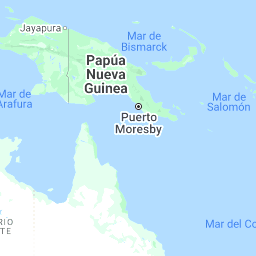 Jayapura
Mar de
Bismarck
Papúa
Nueva
Guinea
Mar de
Arafura
Mar de
Salomón
Puerto
Moresby
Mar del Co
RIO
TE